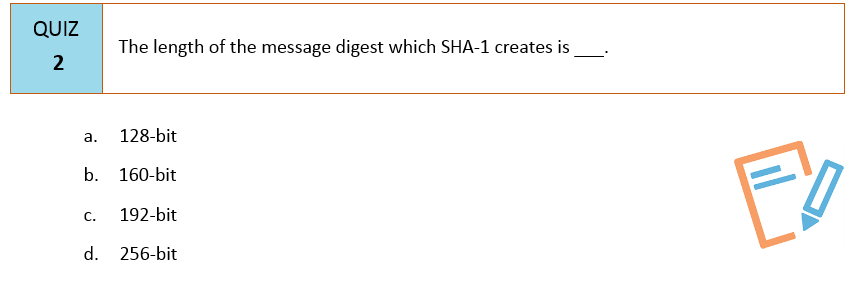 QUIZ
2
The length of the message digest which SHA-1 creates is ___.
a. 128-bit
b. 160-bit
c. 192-bit
d. 256-bit